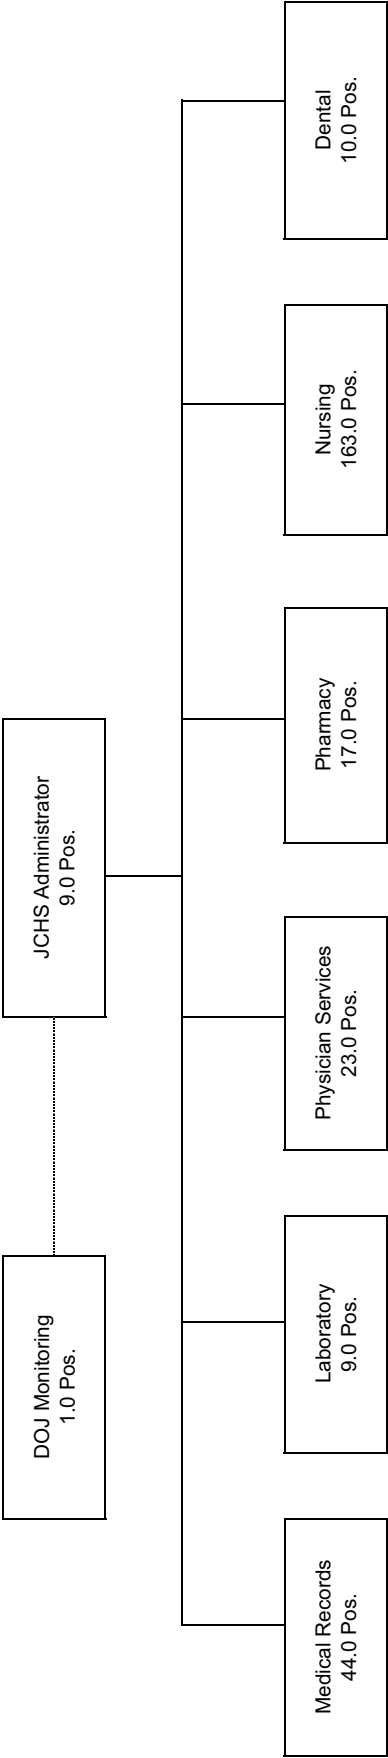 DOJ Monitoring
1.0 Pos.
JCHS Administrator
9.0 Pos.
Medical Records
44.0 Pos.
Laboratory
9.0 Pos.
Physician Services
23.0 Pos.
Pharmacy
17.0 Pos.
Nursing
163.0 Pos.
Dental
10.0 Pos.